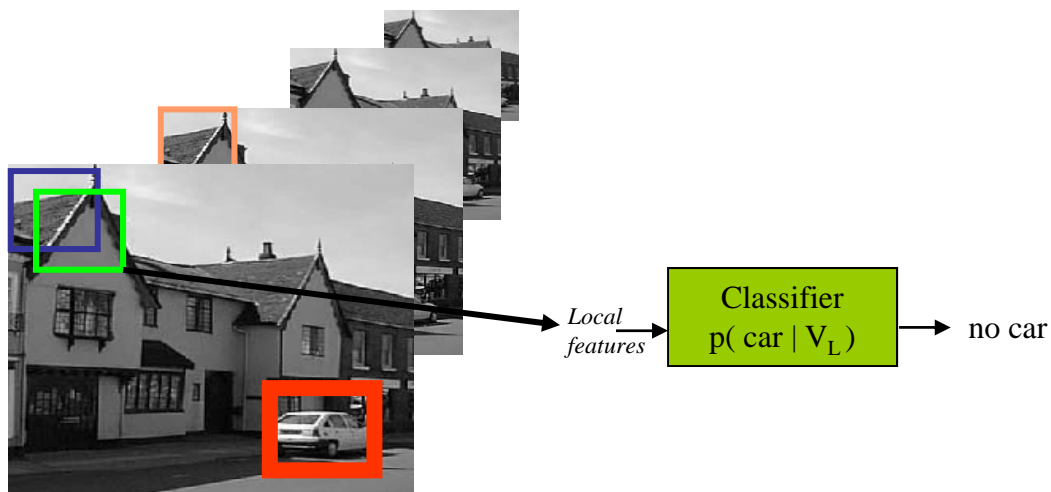 Local
features
Classifier
p( car | V_L )
no car